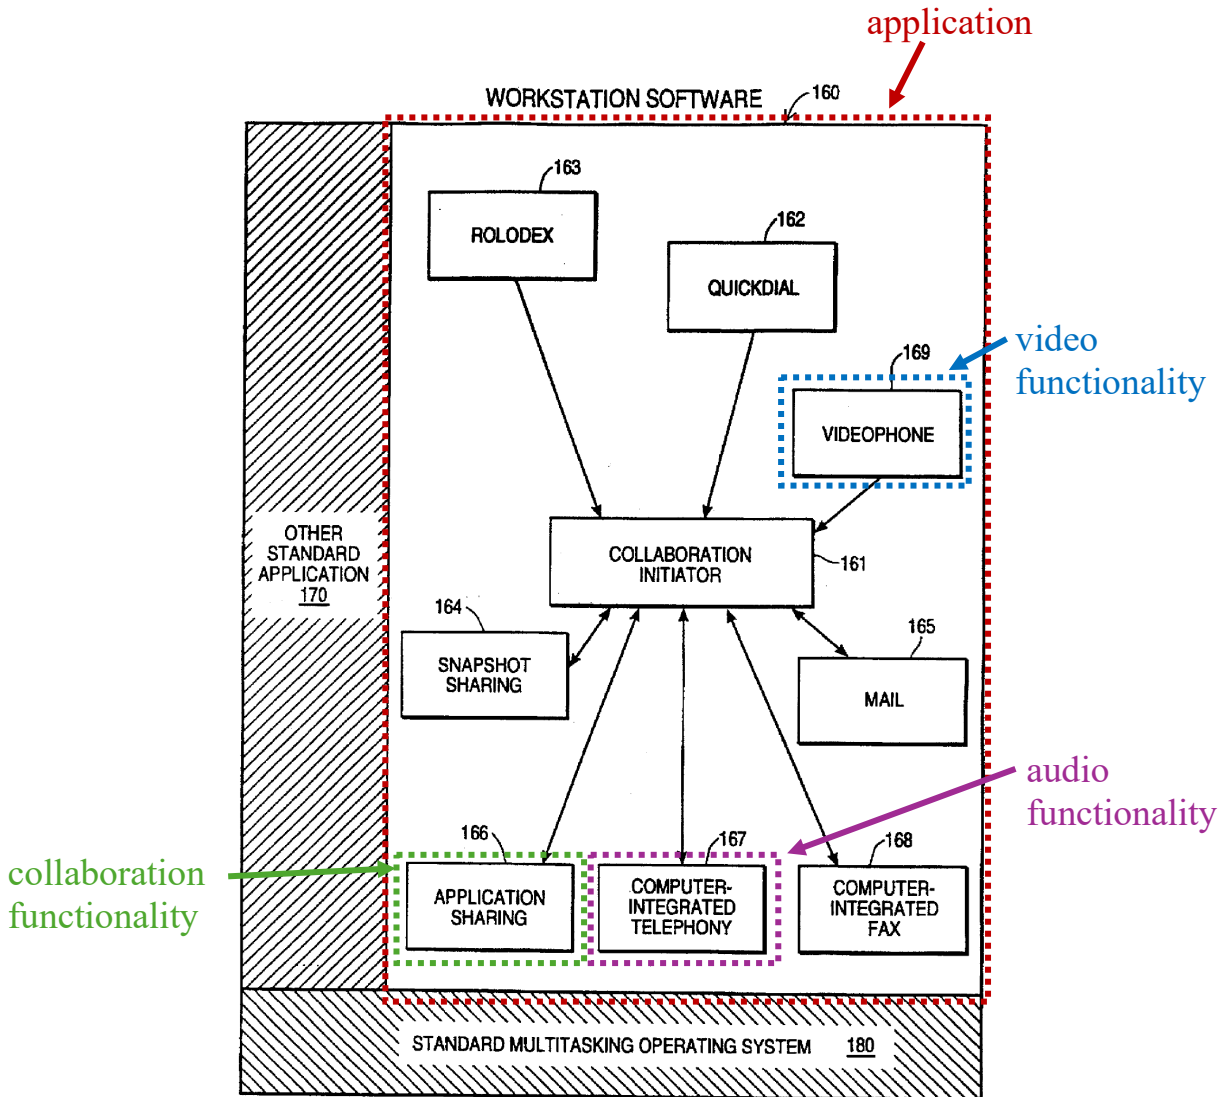 application
WORKSTATION SOFTWARE
160
163
ROLODEX
162
QUICKDIAL
video
functionality
169
VIDEOPHONE
OTHER
STANDARD
APPLICATION
170
COLLABORATION
INITIATOR
161
164
SNAPSHOT
SHARING
165
MAIL
audio
functionality
collaboration
functionality
166
APPLICATION
SHARING
167
COMPUTER-
INTEGRATED
TELEPHONY
168
COMPUTER-
INTEGRATED
FAX
STANDARD MULTITASKING OPERATING SYSTEM 180